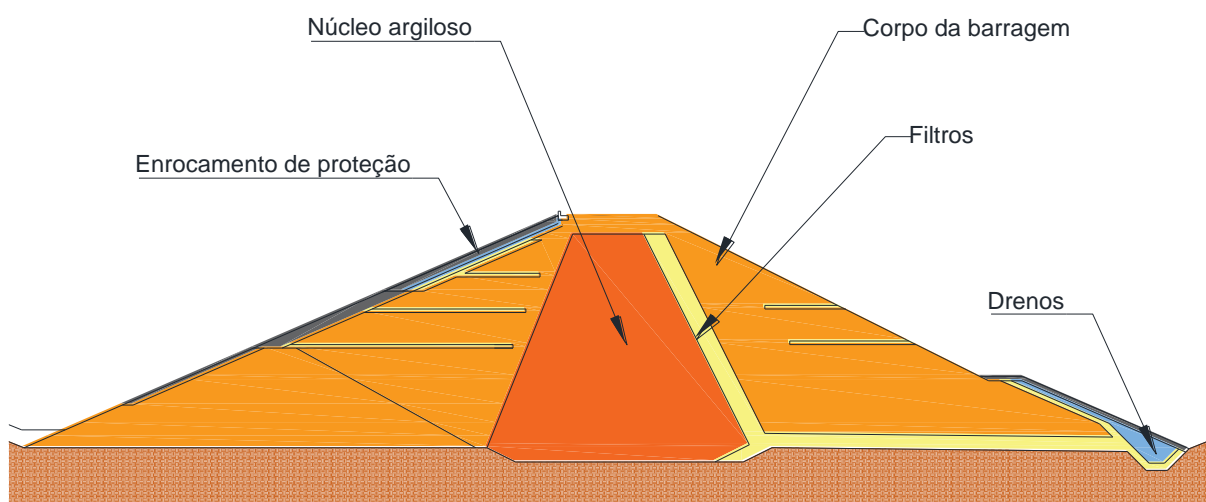 Núcleo argiloso
Corpo da barragem
Filtros
Enrocamento de proteção
Drenos